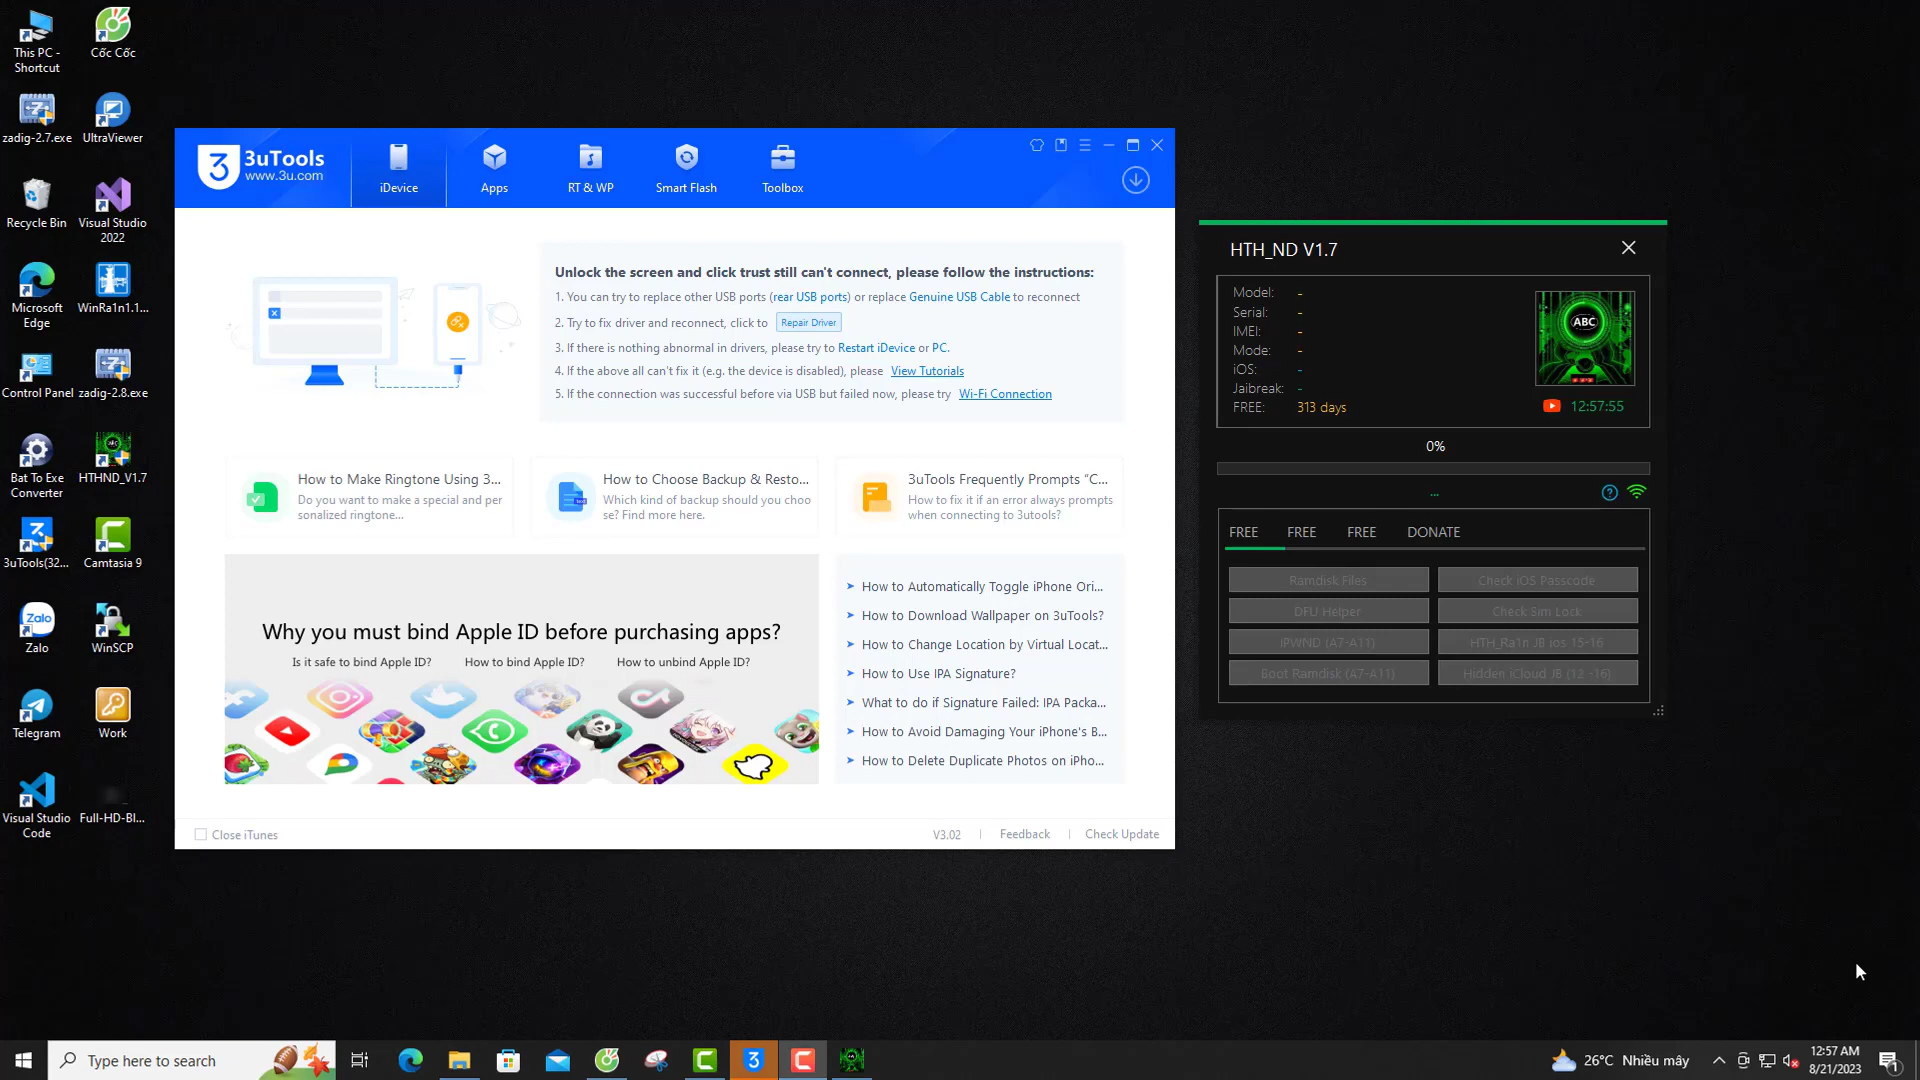 This PC -
Shortcut
Cốc Cốc
zadig-2.7.exe
UltraViewer
Recycle Bin
Visual Studio
2022
Microsoft
Edge
WinRa1n1.1...
Control Panel
zadig-2.8.exe
Bat To Exe
Converter
HTHND_V1.7
3uTools(32...
Camtasia 9
Zalo
Zalo
WinSCP
Telegram
Work
Visual Studio
Code
Full-HD-Bl...
3
3uTools
www.3u.com
iDevice
Apps
RT & WP
Smart Flash
Toolbox
Unlock the screen and click trust still can't connect, please follow the instructions:
1. You can try to replace other USB ports (rear USB ports) or replace Genuine USB Cable to reconnect
2. Try to fix driver and reconnect, click to Repair Driver
3. If there is nothing abnormal in drivers, please try to Restart iDevice or PC.
4. If the above all can't fix it (e.g. the device is disabled), please View Tutorials
5. If the connection was successful before via USB but failed now, please try Wi-Fi Connection
How to Make Ringtone Using 3...
Do you want to make a special and per
sonalized ringtone...
How to Choose Backup & Resto...
Which kind of backup should you choo
se? Find more here.
3uTools Frequently Prompts “C...
How to fix it if an error always prompts
when connecting to 3utools?
Why you must bind Apple ID before purchasing apps?
Is it safe to bind Apple ID? How to bind Apple ID? How to unbind Apple ID?
How to Automatically Toggle iPhone Ori...
How to Download Wallpaper on 3uTools?
How to Change Location by Virtual Locat...
How to Use IPA Signature?
What to do if Signature Failed: IPA Packa...
How to Avoid Damaging Your iPhone's B...
How to Delete Duplicate Photos on iPho...
Close iTunes
V3.02 | Feedback | Check Update
HTH_ND V1.7
Model: -
Serial: -
IMEI: -
Mode: -
iOS: -
Jailbreak: -
FREE: 313 days
ABC
12:57:55
0%
...
FREE FREE FREE DONATE
Ramdisk Files
Check iOS Passcode
DFU Helper
Check Sim Lock
iPWND (A7-A11)
HTH_Ra1n JB ios 15-16
Boot Ramdisk (A7-A11)
Hidden iCloud JB (12 -16)
Type here to search
26°C Nhiều mây
12:57 AM
8/21/2023
1